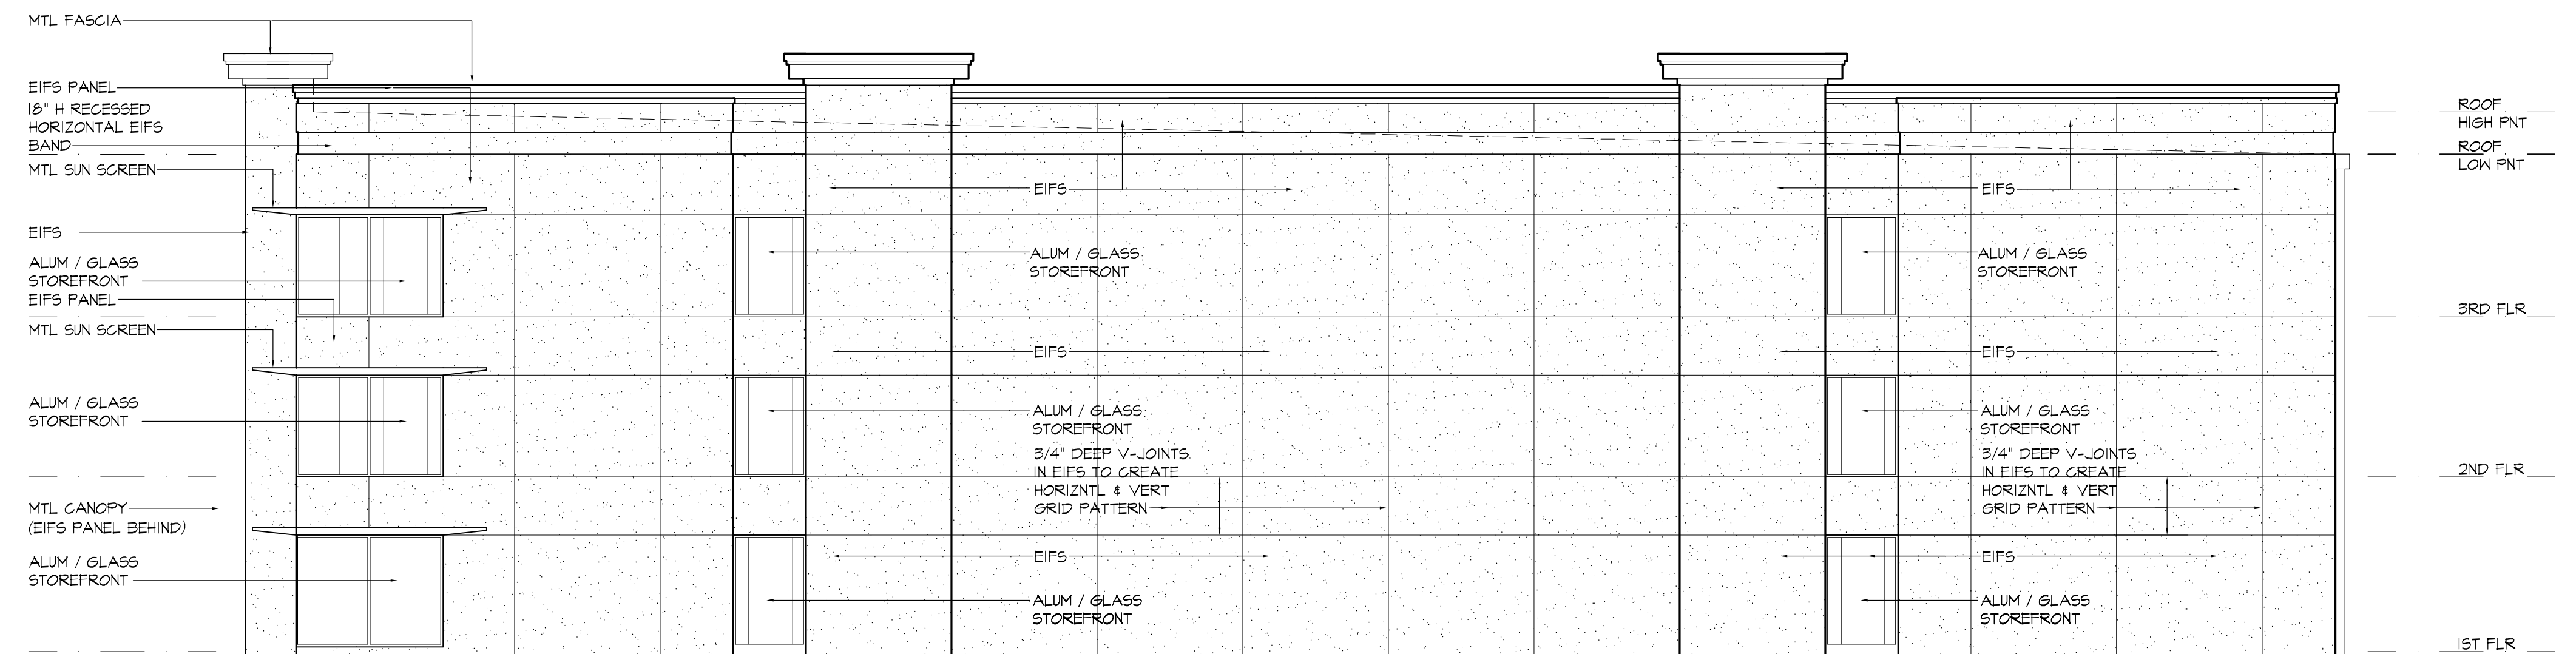 MTL FASCIA
EIFS PANEL
18" H RECESSED
HORIZONTAL EIFS
BAND
MTL SUN SCREEN
EIFS
ALUM / GLASS
STOREFRONT
EIFS PANEL
MTL SUN SCREEN
ALUM / GLASS
STOREFRONT
MTL CANOPY
(EIFS PANEL BEHIND)
ALUM / GLASS
STOREFRONT
EIFS
ALUM / GLASS
STOREFRONT
EIFS
ALUM / GLASS
STOREFRONT
3/4" DEEP V-JOINTS
IN EIFS TO CREATE
HORIZNTL & VERT
GRID PATTERN
EIFS
ALUM / GLASS
STOREFRONT
EIFS
ALUM / GLASS
STOREFRONT
EIFS
ALUM / GLASS
STOREFRONT
3/4" DEEP V-JOINTS
IN EIFS TO CREATE
HORIZNTL & VERT
GRID PATTERN
EIFS
ALUM / GLASS
STOREFRONT
ROOF
HIGH PNT
ROOF
LOW PNT
3RD FLR
2ND FLR
1ST FLR